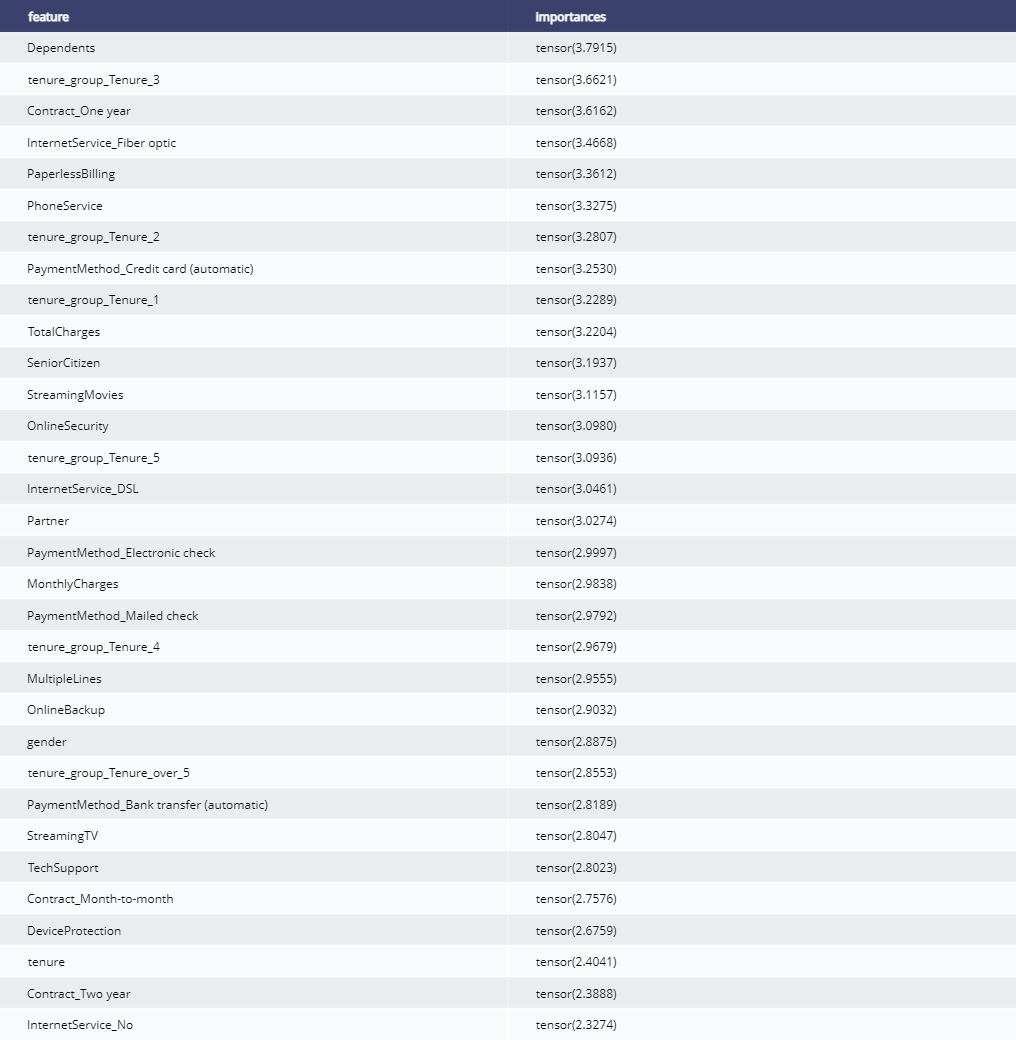 feature importances
Dependents tensor(3.7915)
tenure_group_Tenure_3 tensor(3.6621)
Contract_One year tensor(3.6162)
InternetService_Fiber optic tensor(3.4668)
PaperlessBilling tensor(3.3612)
PhoneService tensor(3.3275)
tenure_group_Tenure_2 tensor(3.2807)
PaymentMethod_Credit card (automatic) tensor(3.2530)
tenure_group_Tenure_1 tensor(3.2289)
TotalCharges tensor(3.2204)
SeniorCitizen tensor(3.1937)
StreamingMovies tensor(3.1157)
OnlineSecurity tensor(3.0980)
tenure_group_Tenure_5 tensor(3.0936)
InternetService_DSL tensor(3.0461)
Partner tensor(3.0274)
PaymentMethod_Electronic check tensor(2.9997)
MonthlyCharges tensor(2.9838)
PaymentMethod_Mailed check tensor(2.9792)
tenure_group_Tenure_4 tensor(2.9679)
MultipleLines tensor(2.9555)
OnlineBackup tensor(2.9032)
gender tensor(2.8875)
tenure_group_Tenure_over_5 tensor(2.8553)
PaymentMethod_Bank transfer (automatic) tensor(2.8189)
StreamingTV tensor(2.8047)
TechSupport tensor(2.8023)
Contract_Month-to-month tensor(2.7576)
DeviceProtection tensor(2.6759)
tenure tensor(2.4041)
Contract_Two year tensor(2.3888)
InternetService_No tensor(2.3274)